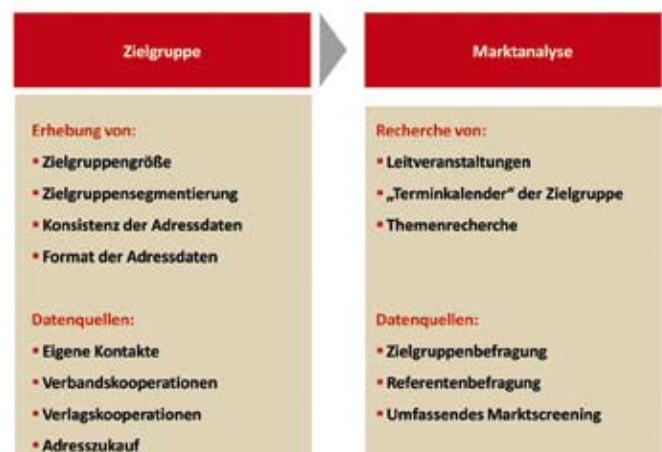 Zielgruppe
Erhebung von:
▪ Zielgruppengröße
▪ Zielgruppensegmentierung
▪ Konsistenz der Adressdaten
▪ Format der Adressdaten
Datenquellen:
▪ Eigene Kontakte
▪ Verbandskooperationen
▪ Verlagskooperationen
▪ Adresszukauf
Marktanalyse
Recherche von:
▪ Leitveranstaltungen
▪ „Terminkalender“ der Zielgruppe
▪ Themenrecherche
Datenquellen:
▪ Zielgruppenbefragung
▪ Referentenbefragung
▪ Umfassendes Marktscreening